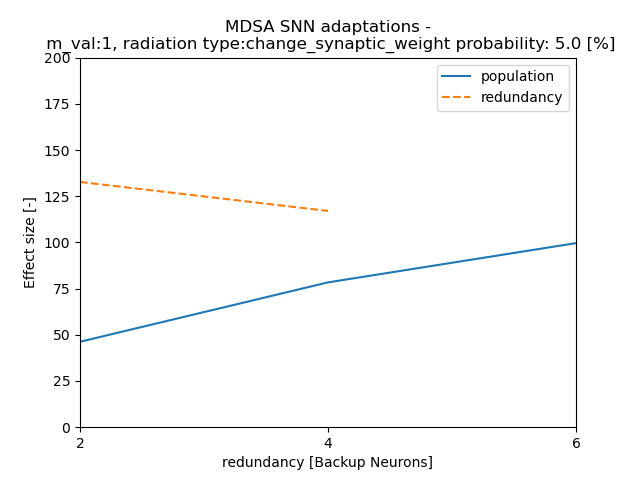 MDSA SNN adaptations -
m_val:1, radiation type:change_synaptic_weight probability: 5.0 [%]
200
175
150
125
100
75
50
25
0
Effect size [-]
population
redundancy
2
4
6
redundancy [Backup Neurons]